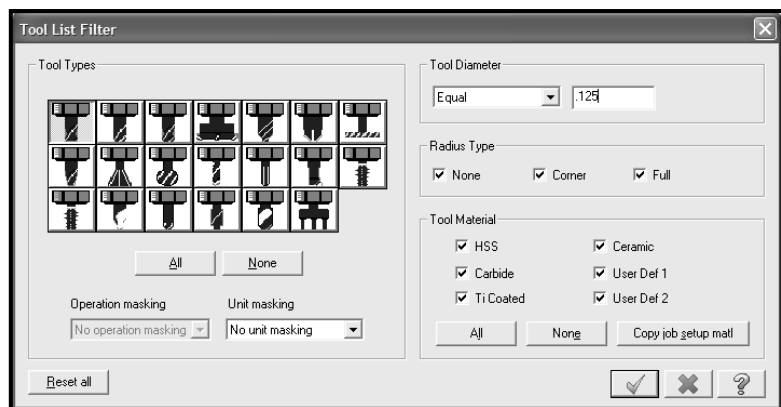 Tool List Filter
Tool Types
All
None
Operation masking
Unit masking
No operation masking
No unit masking
Reset all
Tool Diameter
Equal
.125
Radius Type
None
Corner
Full
Tool Material
HSS
Ceramic
Carbide
User Def 1
Ti Coated
User Def 2
All
None
Copy job setup matl